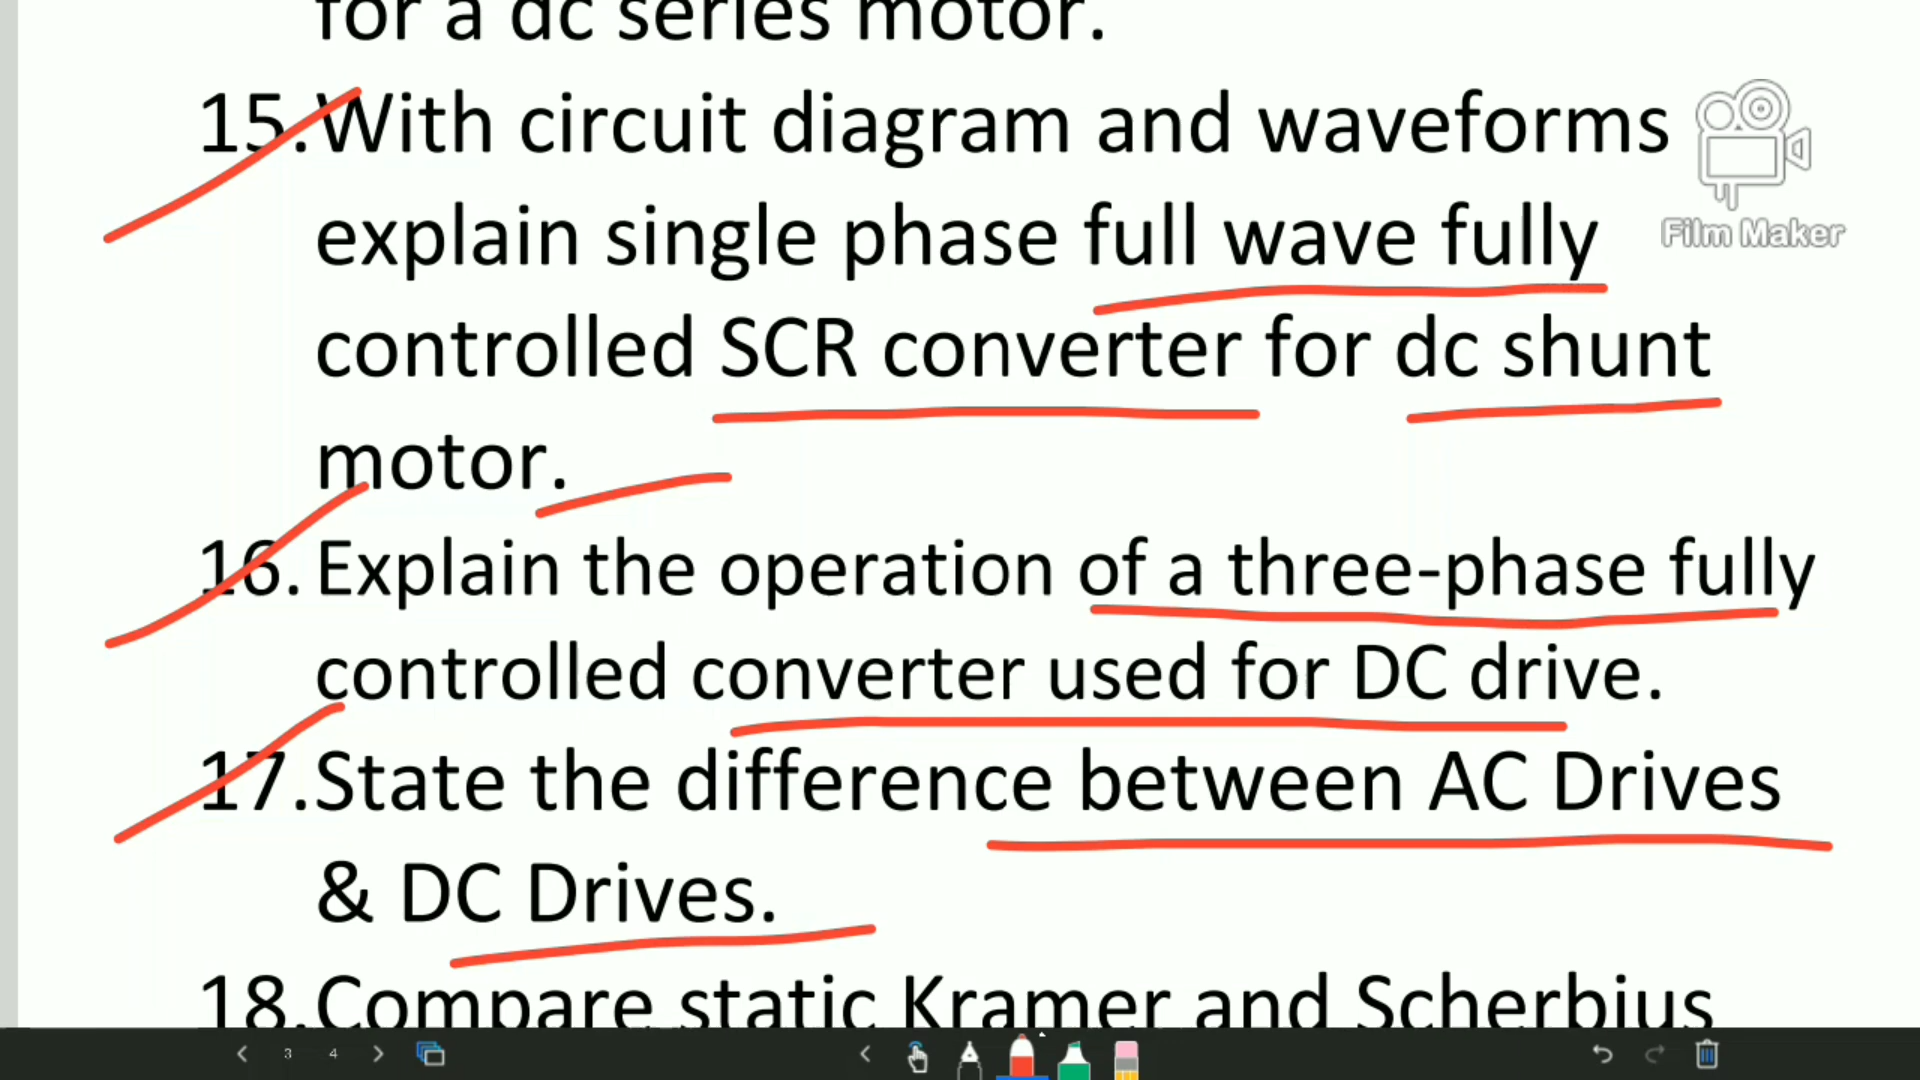 for a dc series motor.
15. With circuit diagram and waveforms
explain single phase full wave fully
controlled SCR converter for dc shunt
motor.
16. Explain the operation of a three-phase fully
controlled converter used for DC drive.
17. State the difference between AC Drives
& DC Drives.
18. Compare static Kramer and Scherbius
Film Maker
3 4